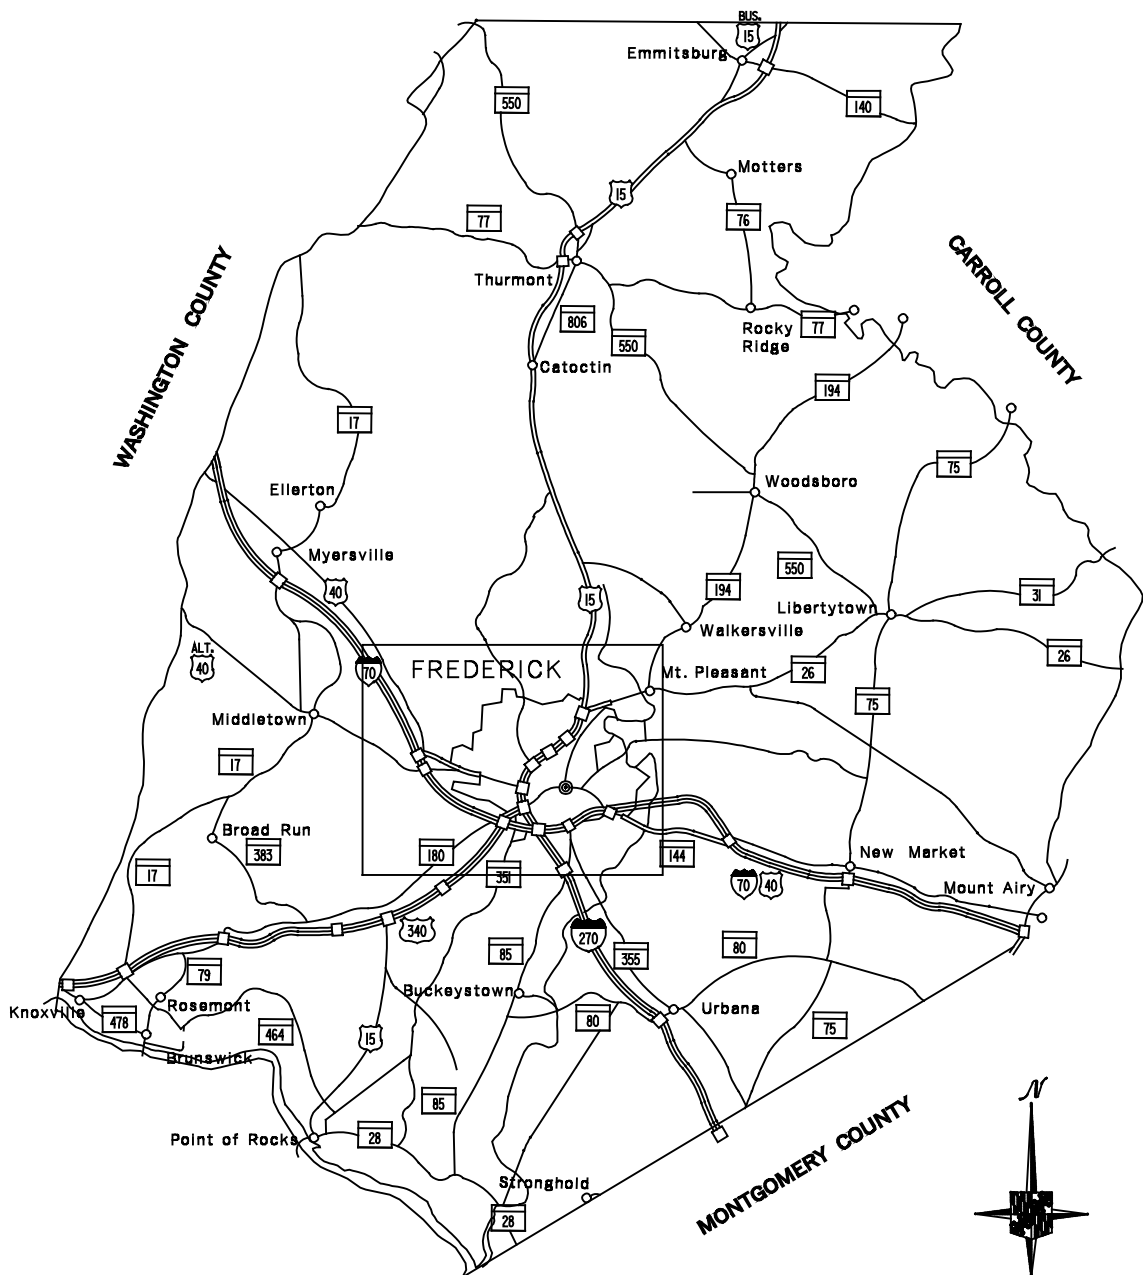 BUS.
15
Emmitsburg
550
140
Motters
15
76
77
Thurmont
806
Rocky
Ridge
77
550
Catoctin
194
17
WASHINGTON COUNTY
CARROLL COUNTY
75
Woodsboro
Ellerton
Myersville
40
15
550
194
31
Libertytown
Walkersville
26
ALT.
40
70
FREDERICK
Mt. Pleasant
26
75
Middletown
17
Broad Run
383
180
144
New Market
17
351
70
40
Mount Airy
340
270
85
355
80
79
Buckeystown
Knoxville
478
Rosemont
Urbana
80
464
15
75
Brunswick
85
Point of Rocks
28
MONTGOMERY COUNTY
Stronghold
28
N